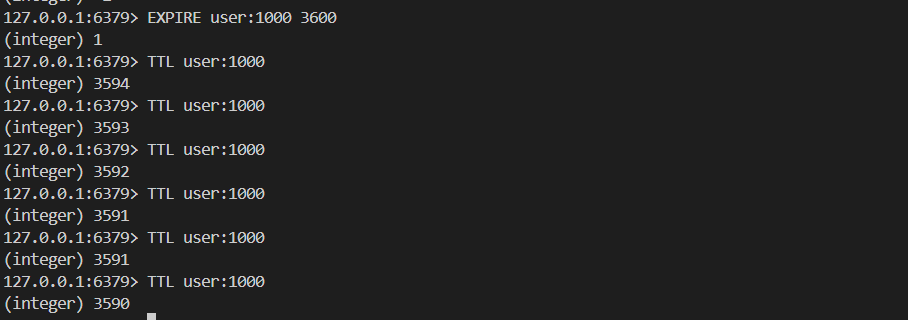 127.0.0.1:6379> EXPIRE user:1000 3600
(integer) 1
127.0.0.1:6379> TTL user:1000
(integer) 3594
127.0.0.1:6379> TTL user:1000
(integer) 3593
127.0.0.1:6379> TTL user:1000
(integer) 3592
127.0.0.1:6379> TTL user:1000
(integer) 3591
127.0.0.1:6379> TTL user:1000
(integer) 3591
127.0.0.1:6379> TTL user:1000
(integer) 3590